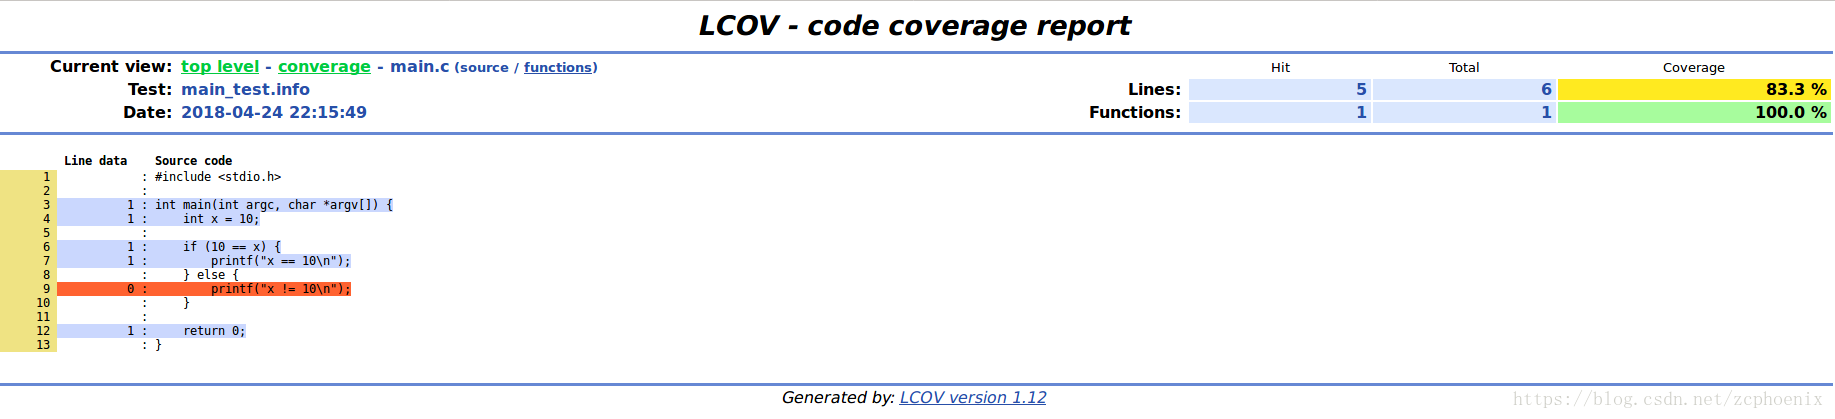 LCOV - code coverage report
Current view: top level - converage - main.c (source / functions) Hit Total Coverage
Test: main_test.info Lines: 5 6 83.3 %
Date: 2018-04-24 22:15:49 Functions: 1 1 100.0 %
Line data Source code
1 : #include <stdio.h>
2 :
3 1 : int main(int argc, char *argv[]) {
4 1 : int x = 10;
5 :
6 1 : if (10 == x) {
7 1 : printf("x == 10\n");
8 : } else {
9 0 : printf("x != 10\n");
10 : }
11 :
12 1 : return 0;
13 : }
Generated by: LCOV version 1.12
https://blog.csdn.net/zcphoenix